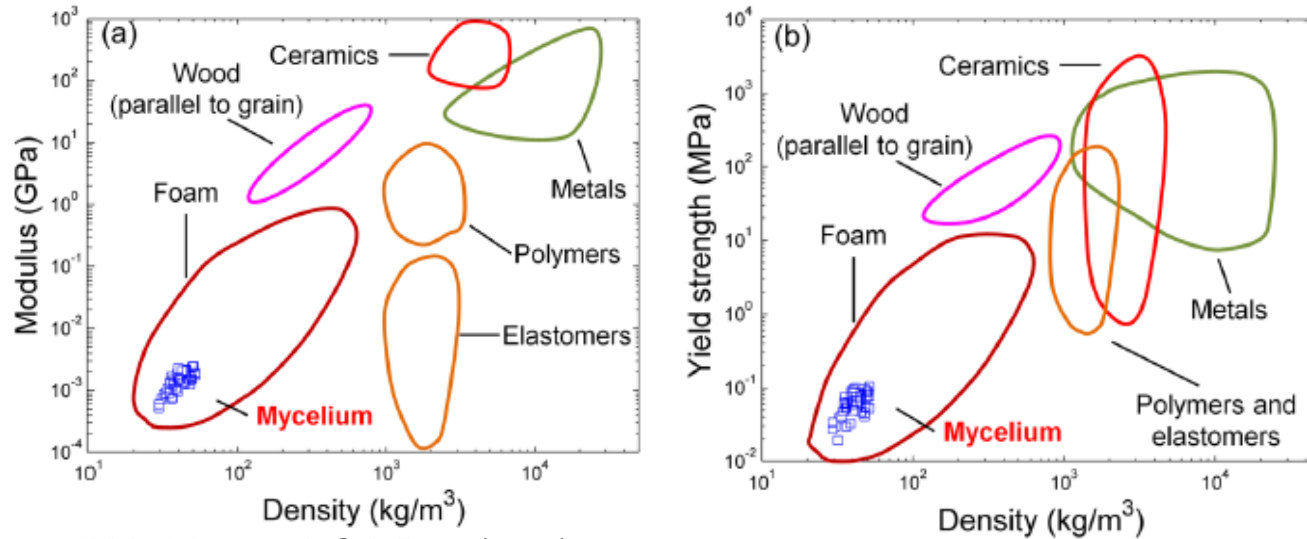 (a)
Ceramics
Wood
(parallel to grain)
Foam
Metals
Polymers
Elastomers
Mycelium
Modulus (GPa)
10³
10²
10¹
10⁰
10⁻¹
10⁻²
10⁻³
10⁻⁴
10¹ 10² 10³ 10⁴
Density (kg/m³)
(b)
Ceramics
Wood
(parallel to grain)
Foam
Metals
Mycelium
Polymers and
elastomers
Yield strength (MPa)
10⁴
10³
10²
10¹
10⁰
10⁻¹
10⁻²
10¹ 10² 10³ 10⁴
Density (kg/m³)